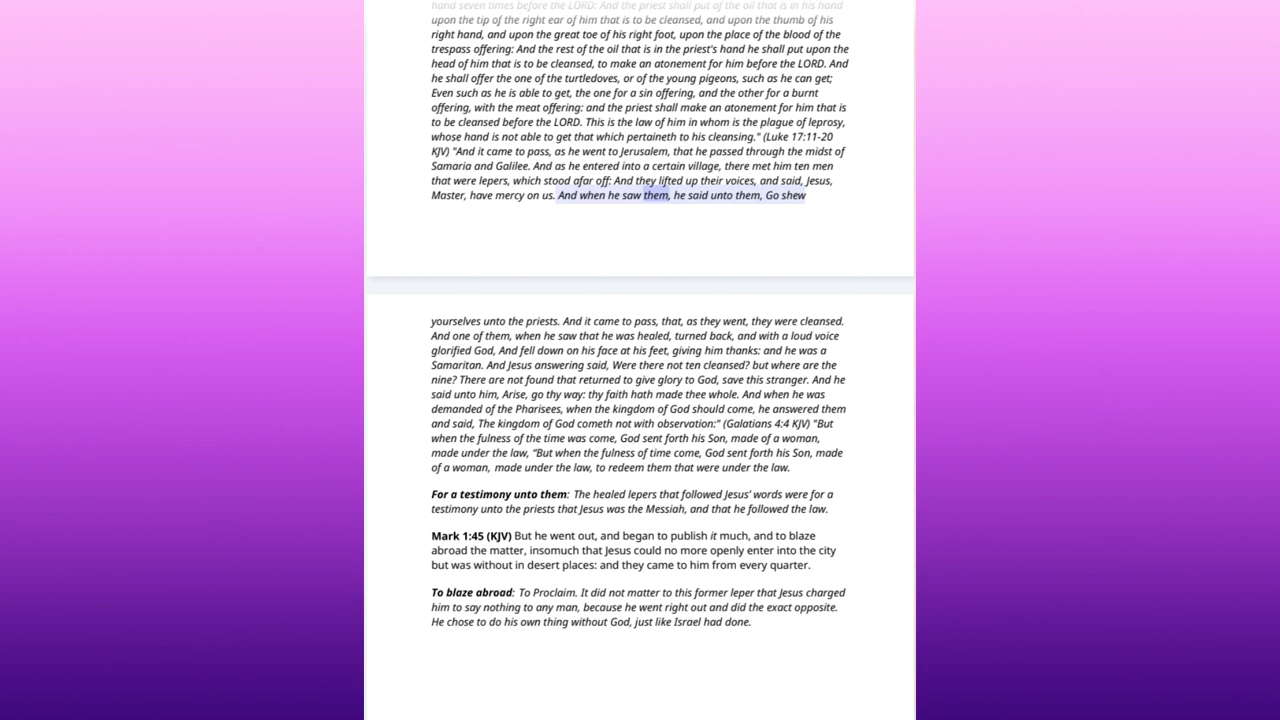 hand seven times before the LORD: And the priest shall put of the oil that is in his hand
upon the tip of the right ear of him that is to be cleansed, and upon the thumb of his
right hand, and upon the great toe of his right foot, upon the place of the blood of the
trespass offering: And the rest of the oil that is in the priest's hand he shall put upon the
head of him that is to be cleansed, to make an atonement for him before the LORD. And
he shall offer the one of the turtledoves, or of the young pigeons, such as he can get;
Even such as he is able to get, the one for a sin offering, and the other for a burnt
offering, with the meat offering: and the priest shall make an atonement for him that is
to be cleansed before the LORD. This is the law of him in whom is the plague of leprosy,
whose hand is not able to get that which pertaineth to his cleansing." (Luke 17:11-20
KJV) "And it came to pass, as he went to Jerusalem, that he passed through the midst of
Samaria and Galilee. And as he entered into a certain village, there met him ten men
that were lepers, which stood afar off: And they lifted up their voices, and said, Jesus,
Master, have mercy on us. And when he saw them, he said unto them, Go shew
yourselves unto the priests. And it came to pass, that, as they went, they were cleansed.
And one of them, when he saw that he was healed, turned back, and with a loud voice
glorified God, And fell down on his face at his feet, giving him thanks: and he was a
Samaritan. And Jesus answering said, Were there not ten cleansed? but where are the
nine? There are not found that returned to give glory to God, save this stranger. And he
said unto him, Arise, go thy way: thy faith hath made thee whole. And when he was
demanded of the Pharisees, when the kingdom of God should come, he answered them
and said, The kingdom of God cometh not with observation:" (Galatians 4:4 KJV) "But
when the fulness of the time was come, God sent forth his Son, made of a woman,
made under the law, "But when the fulness of time come, God sent forth his Son, made
of a woman, made under the law, to redeem them that were under the law.
For a testimony unto them: The healed lepers that followed Jesus' words were for a
testimony unto the priests that Jesus was the Messiah, and that he followed the law.
Mark 1:45 (KJV) But he went out, and began to publish it much, and to blaze
abroad the matter, insomuch that Jesus could no more openly enter into the city
but was without in desert places: and they came to him from every quarter.
To blaze abroad: To Proclaim. It did not matter to this former leper that Jesus charged
him to say nothing to any man, because he went right out and did the exact opposite.
He chose to do his own thing without God, just like Israel had done.